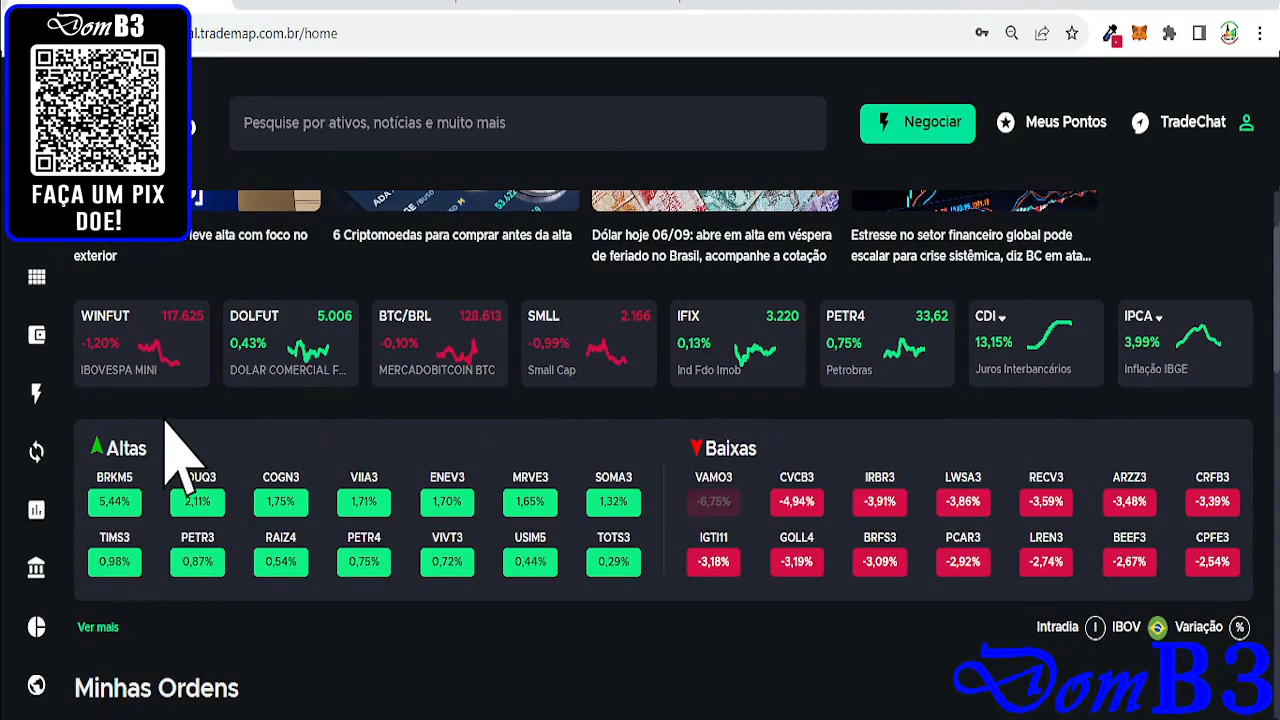 DomB3
FAÇA UM PIX
DOE!
al.trademap.com.br/home
Pesquise por ativos, notícias e muito mais
Negociar
Meus Pontos
TradeChat
leve alta com foco no
exterior
6 Criptomoedas para comprar antes da alta
Dólar hoje 06/09: abre em alta em véspera
de feriado no Brasil, acompanhe a cotação
Estresse no setor financeiro global pode
escalar para crise sistêmica, diz BC em ata...
WINFUT 117.625
-1,20%
IBOVESPA MINI
DOLFUT 5.006
0,43%
DOLAR COMERCIAL F...
BTC/BRL 128.613
-0,10%
MERCADOBITCOIN BTC
SMLL 2.166
-0,99%
Small Cap
IFIX 3.220
0,13%
Ind Fdo Imob
PETR4 33,62
0,75%
Petrobras
CDI
13,15%
Juros Interbancários
IPCA
3,99%
Inflação IBGE
Altas
BRKM5 DUQ3 COGN3 VIIA3 ENEV3 MRVE3 SOMA3
5,44% 2,11% 1,75% 1,71% 1,70% 1,65% 1,32%
TIMS3 PETR3 RAIZ4 PETR4 VIVT3 USIM5 TOTS3
0,98% 0,87% 0,54% 0,75% 0,72% 0,44% 0,29%
Baixas
VAMO3 CVCB3 IRBR3 LWSA3 RECV3 ARZZ3 CRFB3
-6,75% -4,94% -3,91% -3,86% -3,59% -3,48% -3,39%
IGTI11 GOLL4 BRFS3 PCAR3 LREN3 BEEF3 CPFE3
-3,18% -3,19% -3,09% -2,92% -2,74% -2,67% -2,54%
Ver mais
Intradia I IBOV Variação %
Minhas Ordens
DomB3